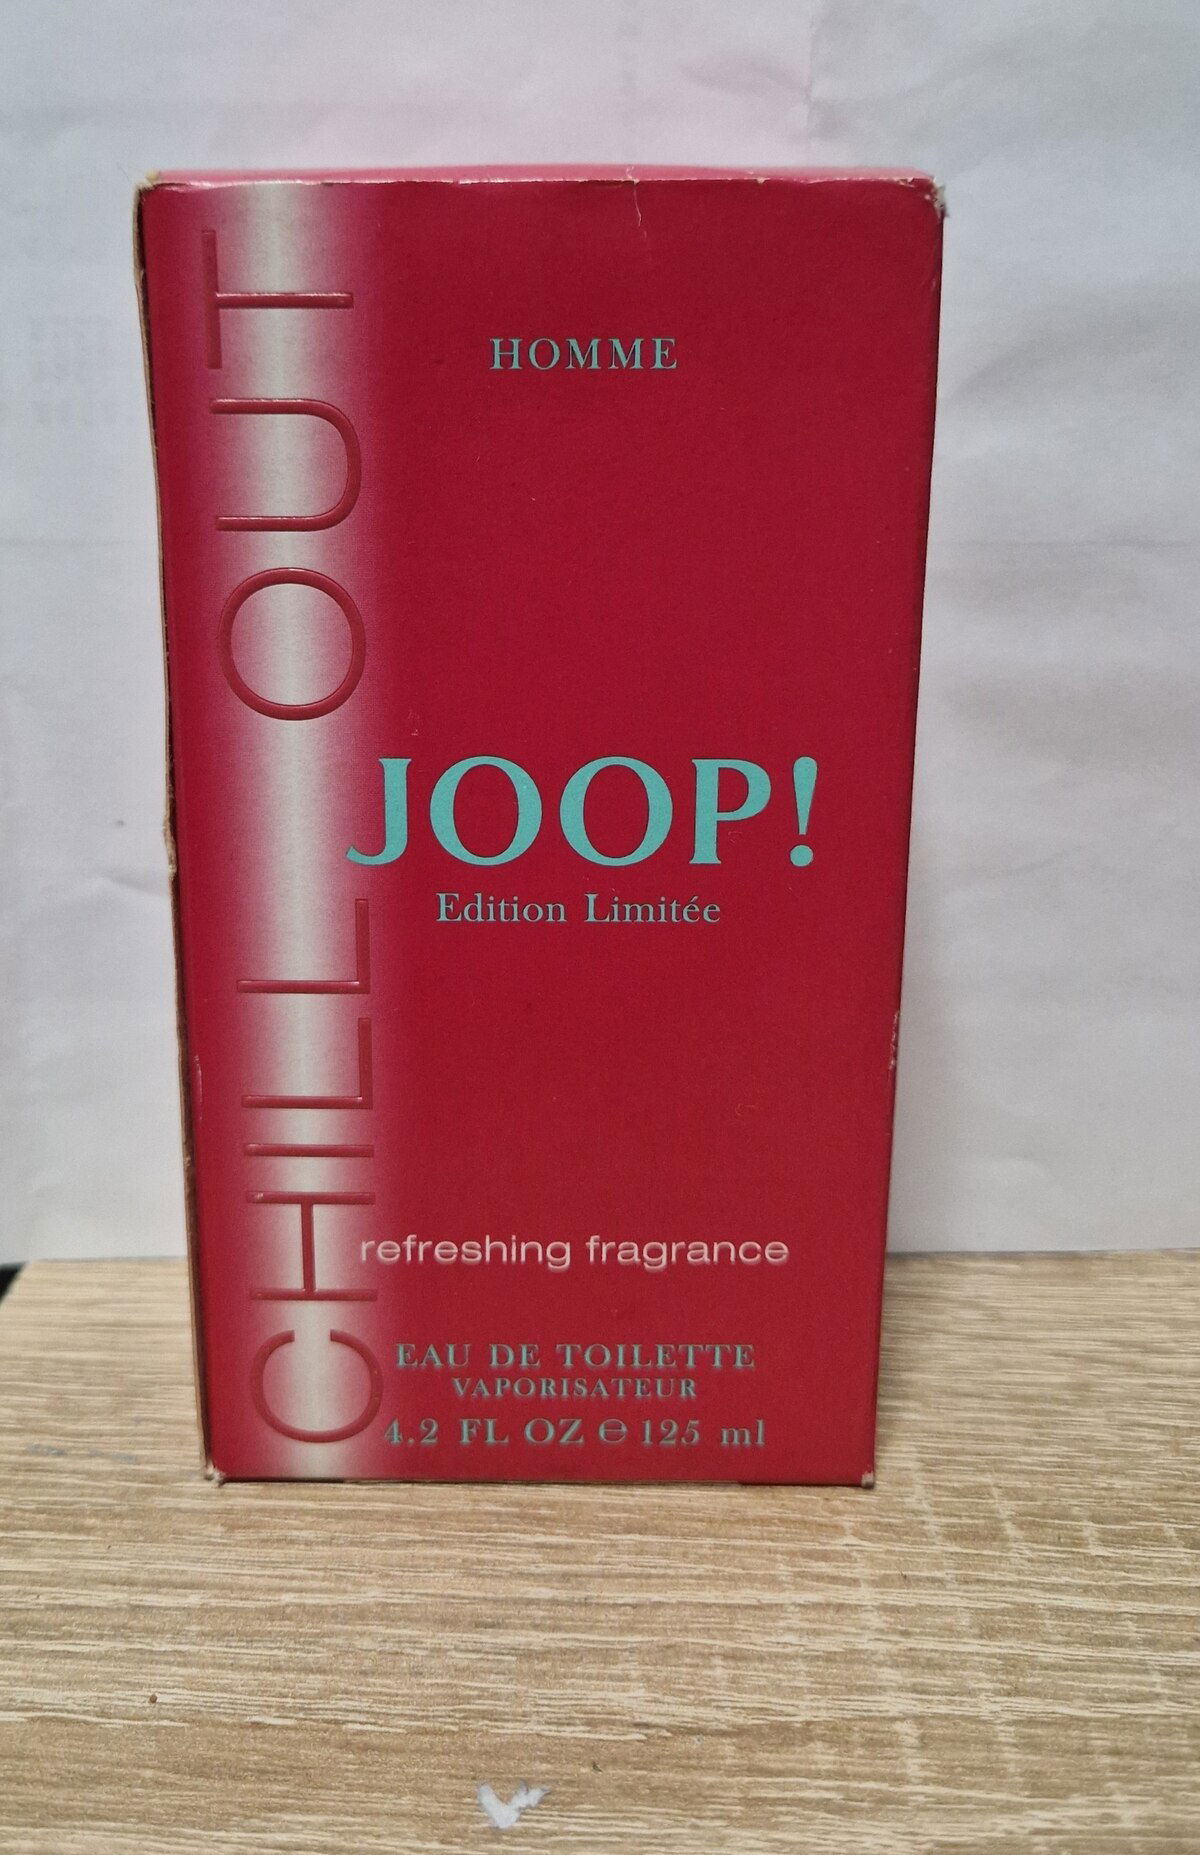 CHILL OUT
HOMME
JOOP!
Edition Limitée
refreshing fragrance
EAU DE TOILETTE
VAPORISATEUR
4.2 FL OZ ℮ 125 ml